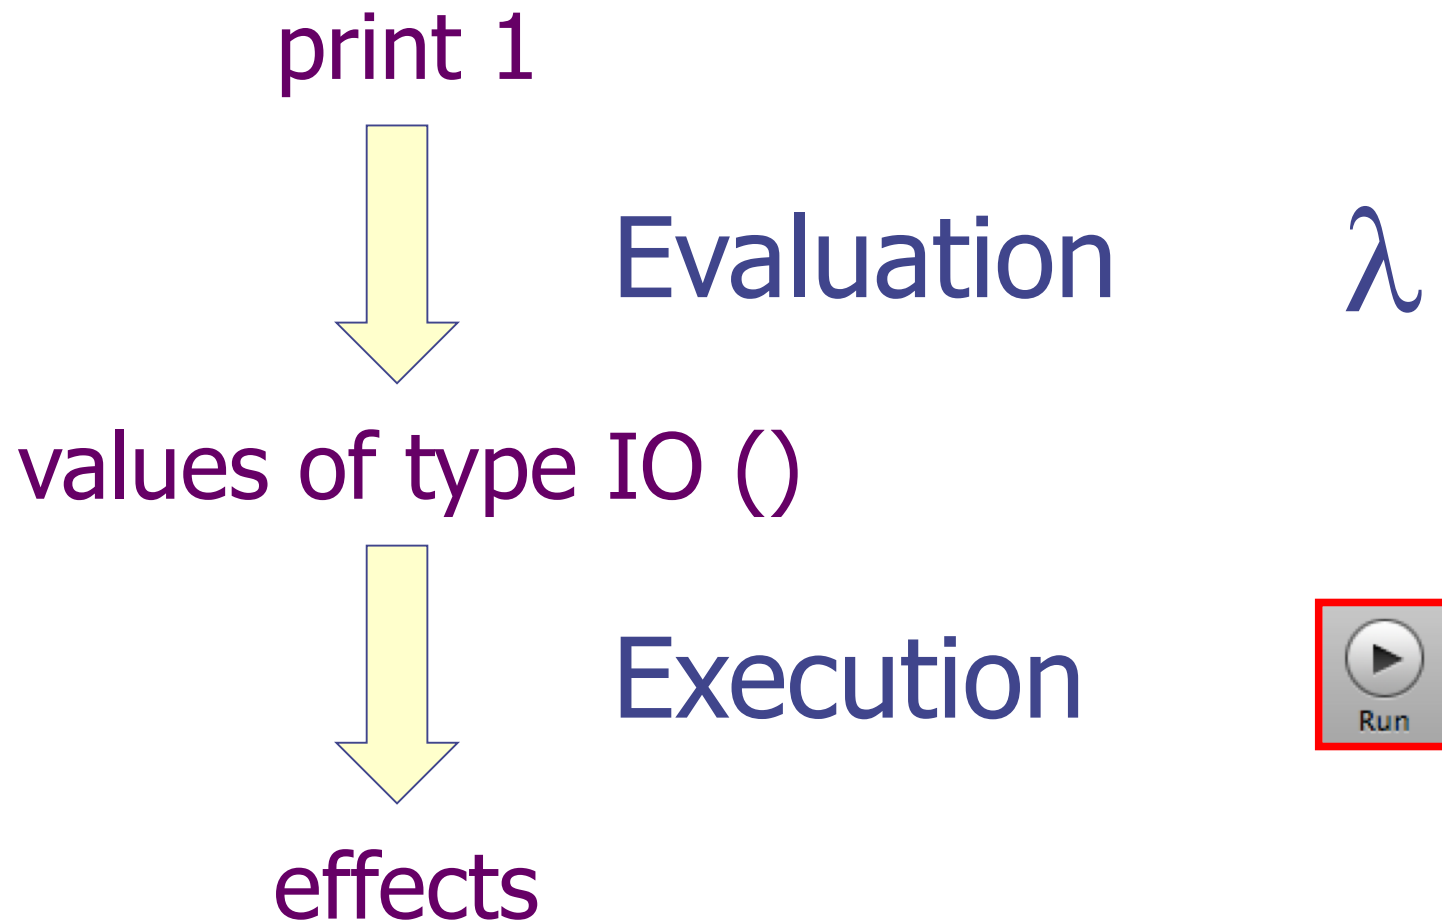 print 1
Evaluation λ
values of type IO ()
Execution
Run
effects